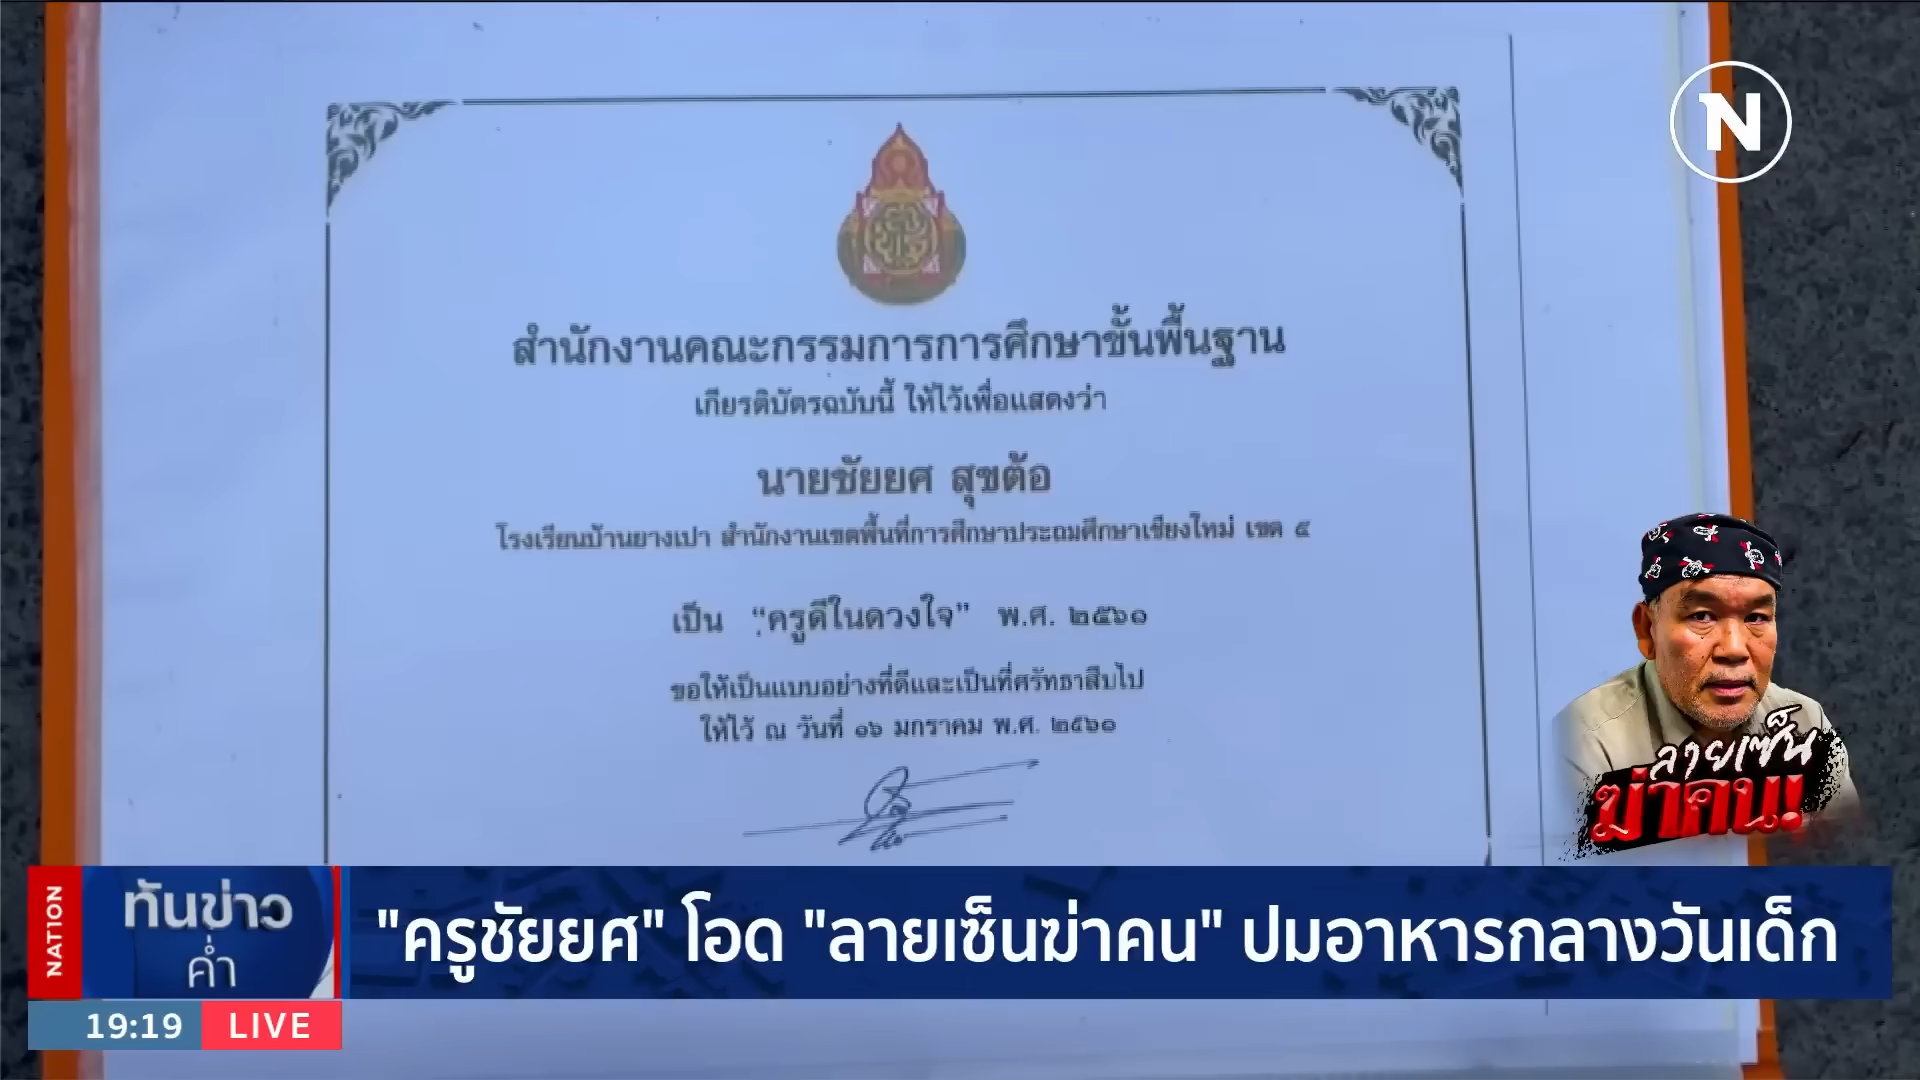 N
สำนักงานคณะกรรมการการศึกษาขั้นพื้นฐาน
เกียรติบัตรฉบับนี้ ให้ไว้เพื่อแสดงว่า
นายชัยยศ สุขต้อ
โรงเรียนบ้านยางเปา สำนักงานเขตพื้นที่การศึกษาประถมศึกษาเชียงใหม่ เขต ๕
เป็น "ครูดีในดวงใจ" พ.ศ. ๒๕๖๑
ขอให้เป็นแบบอย่างที่ดีและเป็นที่ศรัทธาสืบไป
ให้ไว้ ณ วันที่ ๑๖ มกราคม พ.ศ. ๒๕๖๑
ลายเซ็น
ฆ่าคน!
NATION
ทันข่าว
ค่ำ
"ครูชัยยศ" โอด "ลายเซ็นฆ่าคน" ปมอาหารกลางวันเด็ก
19:19 LIVE